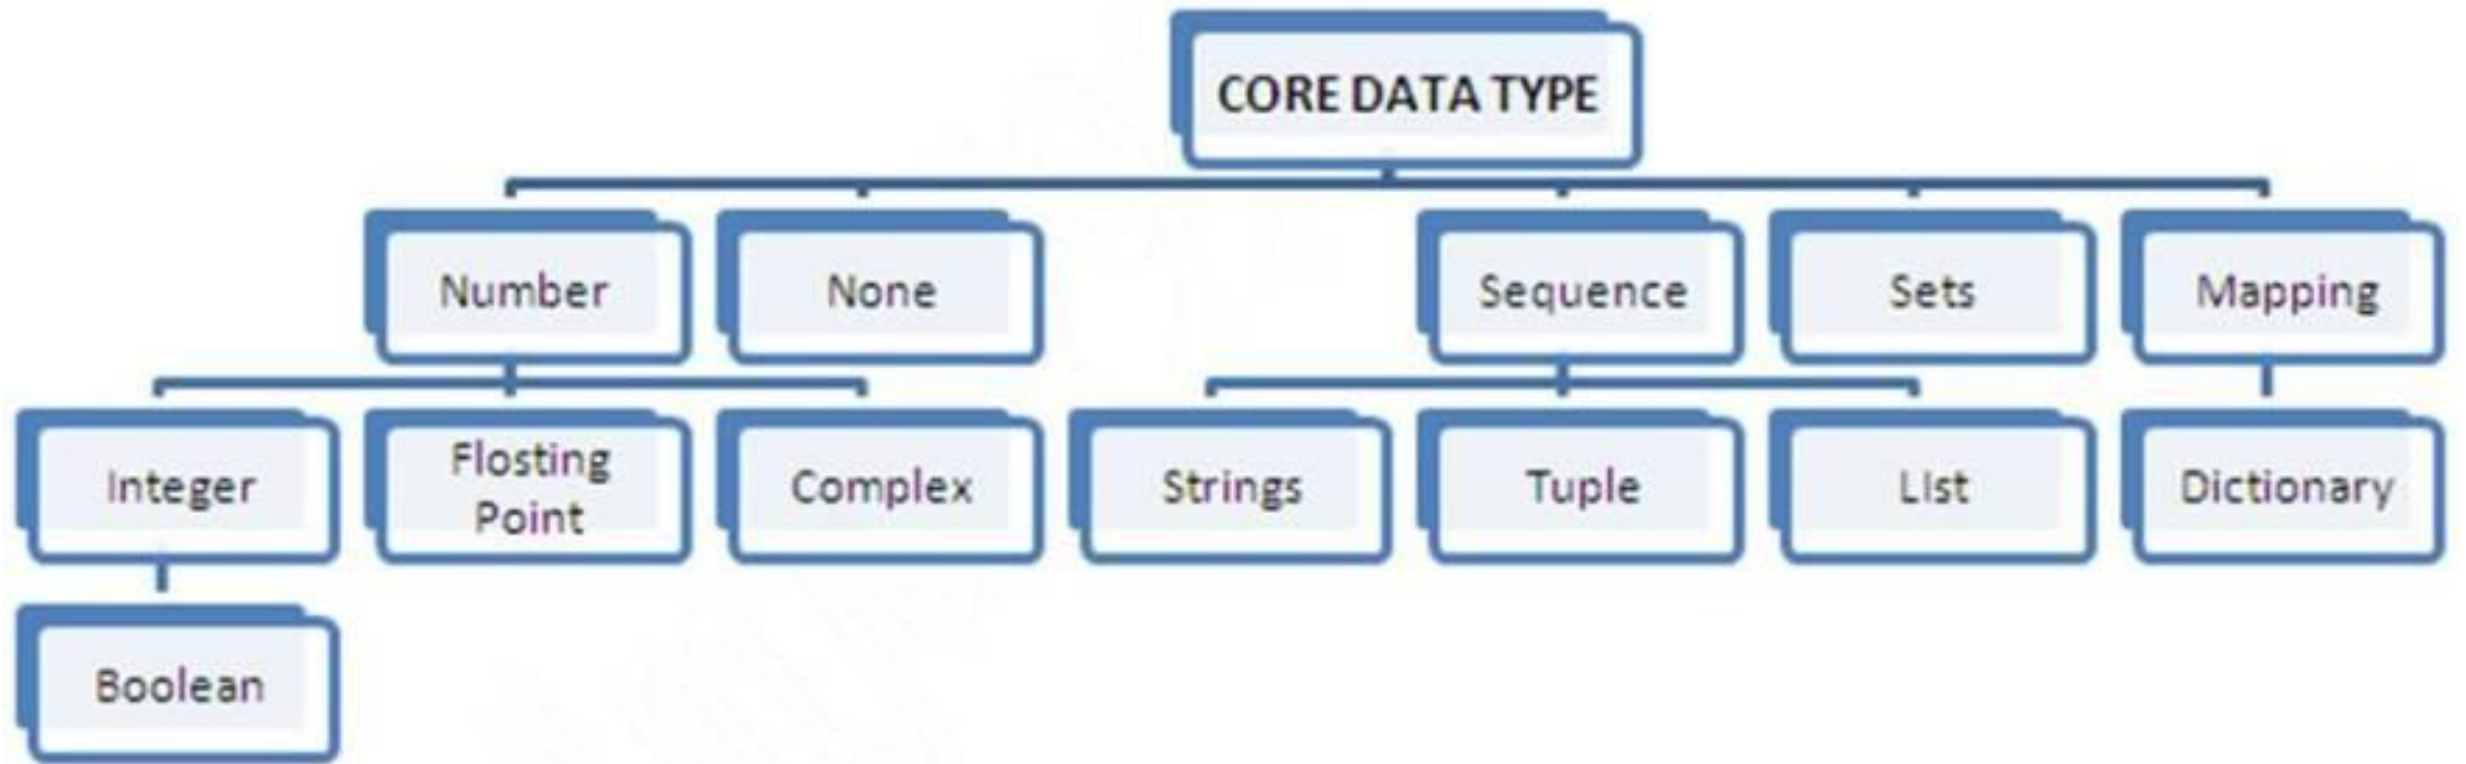 CORE DATA TYPE
Number
None
Sequence
Sets
Mapping
Integer
Flosting
Point
Complex
Strings
Tuple
LIst
Dictionary
Boolean